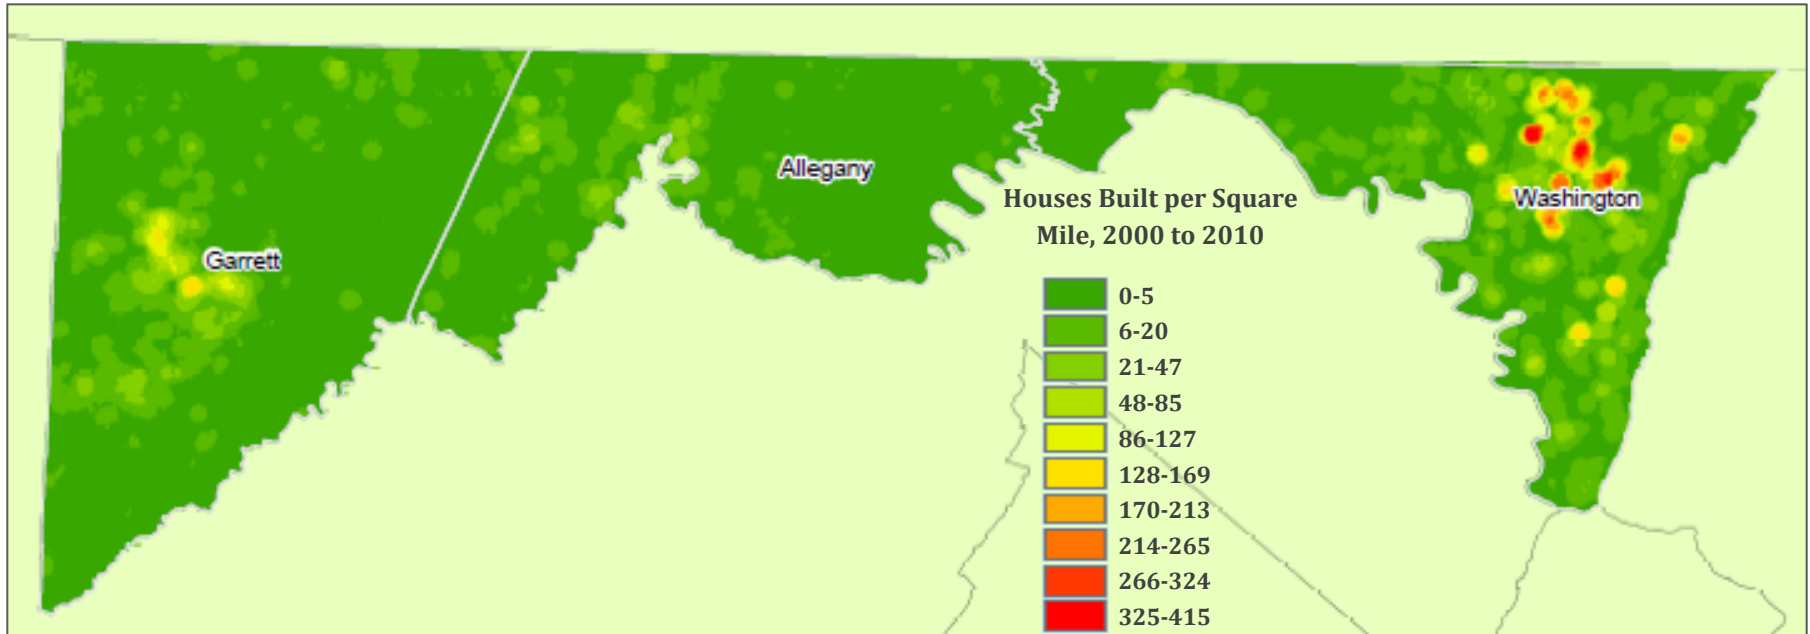 Allegany
Houses Built per Square
Mile, 2000 to 2010
Washington
Garrett
0-5
6-20
21-47
48-85
86-127
128-169
170-213
214-265
266-324
325-415